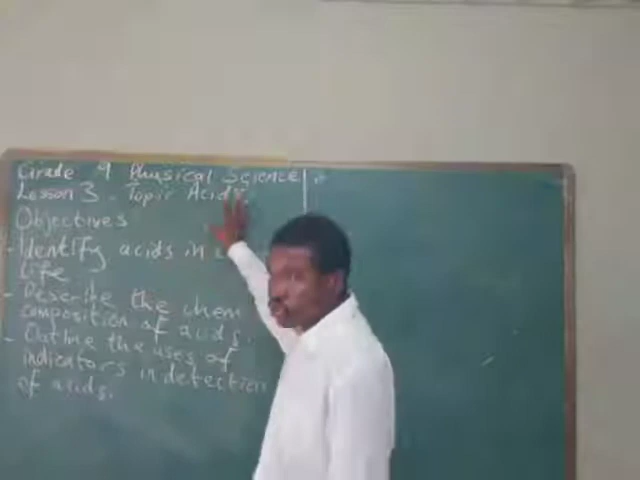 Grade 9 Physical Science
Lesson 3. Topic Acids
Objectives
- Identify acids in
life
- Describe the chem
composition of acids.
- Outline the uses of
indicators in detection
of acids.